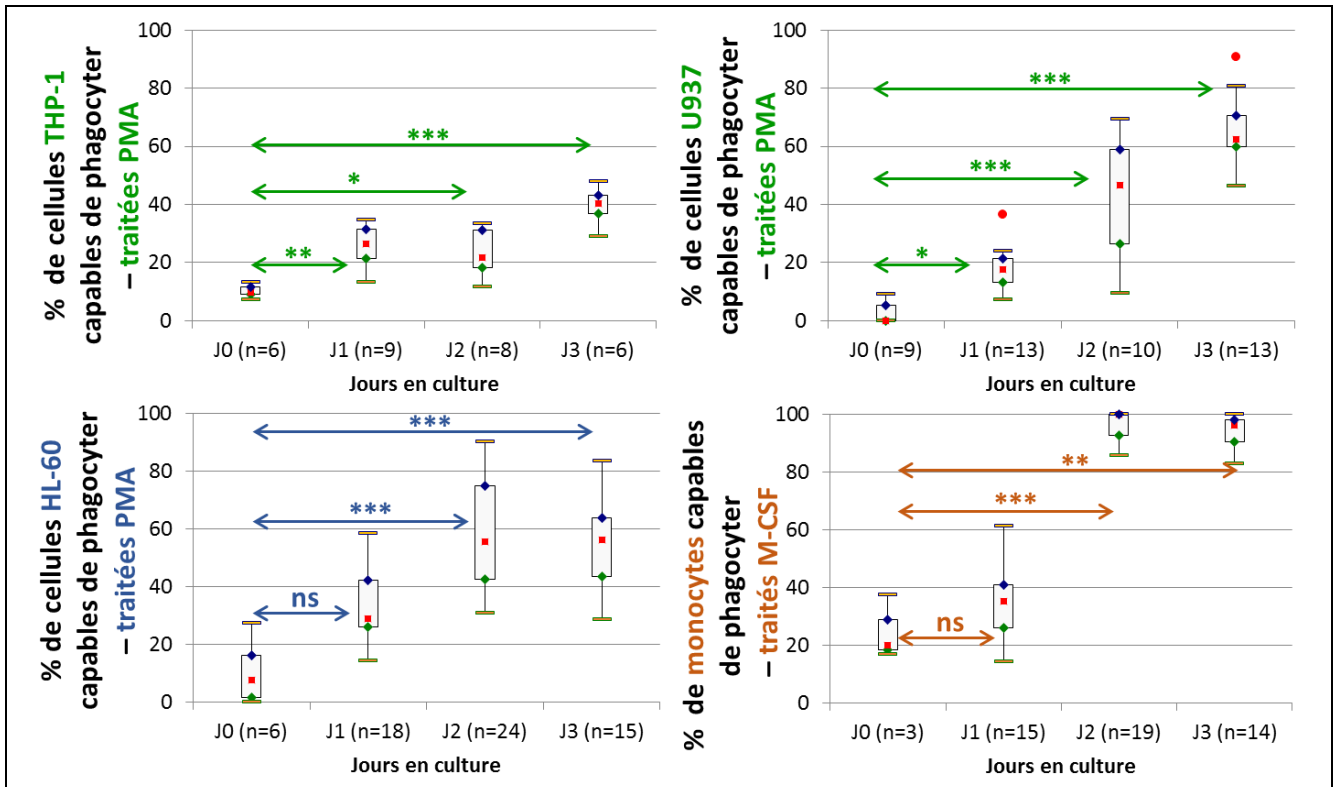 % de cellules THP-1
capables de phagocyter
– traitées PMA
100
80
60
40
20
0
***
*
**
J0 (n=6) J1 (n=9) J2 (n=8) J3 (n=6)
Jours en culture
% de cellules U937
capables de phagocyter
– traitées PMA
100
80
60
40
20
0
***
***
*
J0 (n=9) J1 (n=13) J2 (n=10) J3 (n=13)
Jours en culture
% de cellules HL-60
capables de phagocyter
– traitées PMA
100
80
60
40
20
0
***
***
ns
J0 (n=6) J1 (n=18) J2 (n=24) J3 (n=15)
Jours en culture
% de monocytes capables
de phagocyter
– traités M-CSF
100
80
60
40
20
0
**
***
ns
J0 (n=3) J1 (n=15) J2 (n=19) J3 (n=14)
Jours en culture